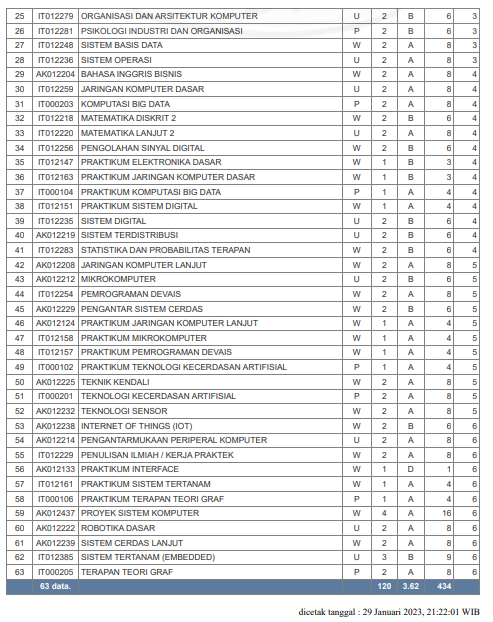 25 IT012279 ORGANISASI DAN ARSITEKTUR KOMPUTER U 2 B 6 3
26 IT012281 PSIKOLOGI INDUSTRI DAN ORGANISASI P 2 B 6 3
27 IT012248 SISTEM BASIS DATA W 2 A 8 3
28 IT012236 SISTEM OPERASI U 2 A 8 3
29 AK012204 BAHASA INGGRIS BISNIS W 2 A 8 4
30 IT012259 JARINGAN KOMPUTER DASAR U 2 A 8 4
31 IT000203 KOMPUTASI BIG DATA P 2 A 8 4
32 IT012218 MATEMATIKA DISKRIT 2 W 2 B 6 4
33 IT012220 MATEMATIKA LANJUT 2 U 2 A 8 4
34 IT012256 PENGOLAHAN SINYAL DIGITAL W 2 B 6 4
35 IT012147 PRAKTIKUM ELEKTRONIKA DASAR W 1 B 3 4
36 IT012163 PRAKTIKUM JARINGAN KOMPUTER DASAR W 1 B 3 4
37 IT000104 PRAKTIKUM KOMPUTASI BIG DATA P 1 A 4 4
38 IT012151 PRAKTIKUM SISTEM DIGITAL W 1 A 4 4
39 IT012235 SISTEM DIGITAL U 2 B 6 4
40 AK012219 SISTEM TERDISTRIBUSI U 2 B 6 4
41 IT012283 STATISTIKA DAN PROBABILITAS TERAPAN W 2 B 6 4
42 AK012208 JARINGAN KOMPUTER LANJUT W 2 A 8 5
43 AK012212 MIKROKOMPUTER U 2 B 6 5
44 IT012254 PEMROGRAMAN DEVAIS W 2 A 8 5
45 AK012229 PENGANTAR SISTEM CERDAS W 2 B 6 5
46 AK012124 PRAKTIKUM JARINGAN KOMPUTER LANJUT W 1 A 4 5
47 IT012158 PRAKTIKUM MIKROKOMPUTER W 1 A 4 5
48 IT012157 PRAKTIKUM PEMROGRAMAN DEVAIS W 1 A 4 5
49 IT000102 PRAKTIKUM TEKNOLOGI KECERDASAN ARTIFISIAL P 1 A 4 5
50 AK012225 TEKNIK KENDALI W 2 A 8 5
51 IT000201 TEKNOLOGI KECERDASAN ARTIFISIAL P 2 A 8 5
52 AK012232 TEKNOLOGI SENSOR W 2 A 8 5
53 AK012238 INTERNET OF THINGS (IOT) W 2 B 6 6
54 AK012214 PENGANTARMUKAAN PERIPERAL KOMPUTER U 2 A 8 6
55 IT012229 PENULISAN ILMIAH / KERJA PRAKTEK W 2 A 8 6
56 AK012133 PRAKTIKUM INTERFACE W 1 D 1 6
57 IT012161 PRAKTIKUM SISTEM TERTANAM W 1 A 4 6
58 IT000106 PRAKTIKUM TERAPAN TEORI GRAF P 1 A 4 6
59 AK012437 PROYEK SISTEM KOMPUTER W 4 A 16 6
60 AK012222 ROBOTIKA DASAR U 2 A 8 6
61 AK012239 SISTEM CERDAS LANJUT W 2 A 8 6
62 IT012385 SISTEM TERTANAM (EMBEDDED) U 3 B 9 6
63 IT000205 TERAPAN TEORI GRAF P 2 A 8 6
63 data. 120 3.62 434
dicetak tanggal : 29 Januari 2023, 21:22:01 WIB